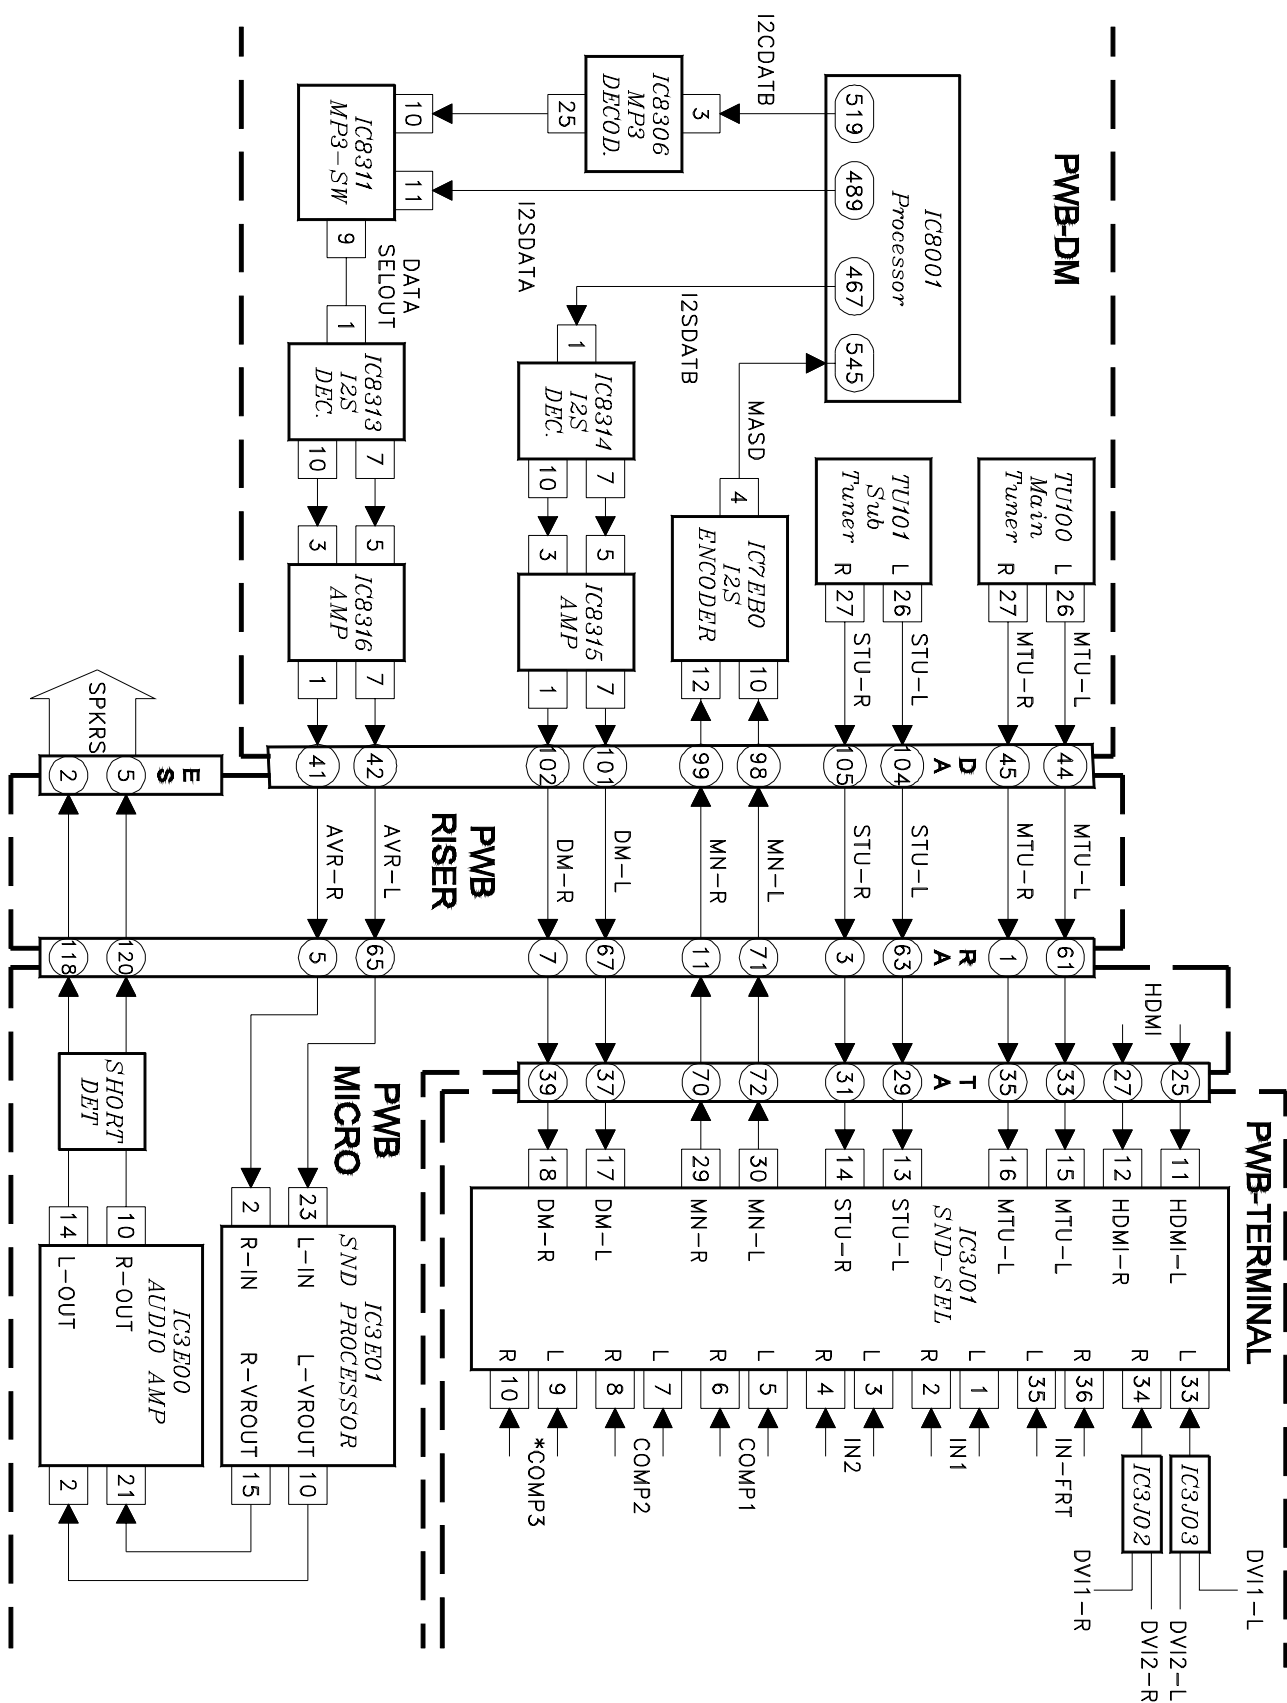 PWB-DM
PWB-TERMINAL
IC8001
Processor
519
489
467
545
I2CDATB
I2SDATA
I2SDATB
MASD
IC8306
MP3
DECOD.
3
25
IC8311
MP3-SW
10
11
9
DATA
SELOUT
IC8313
I2S
DEC.
1
7
10
IC8316
AMP
5
3
7
1
IC8314
I2S
DEC.
1
7
10
IC8315
AMP
5
3
7
1
IC7EB0
I2S
ENCODER
4
10
12
TU100
Main
Tuner
L
R
26
27
MTU-L
MTU-R
TU101
Sub
Tuner
L
R
26
27
STU-L
STU-R
DA
44
45
104
105
98
99
101
102
42
41
PWB
RISER
MTU-L
MTU-R
STU-L
STU-R
MN-L
MN-R
DM-L
DM-R
AVR-L
AVR-R
ES
5
2
SPKRS
RA
61
1
63
3
71
11
67
7
65
5
120
118
HDMI
TA
25
27
33
35
29
31
72
70
37
39
IC3J01
SND-SEL
11 HDMI-L
12 HDMI-R
15 MTU-L
16 MTU-L
13 STU-L
14 STU-R
30 MN-L
29 MN-R
17 DM-L
18 DM-R
L 33
R 34
R 36
L 35
L 1
R 2
L 3
R 4
L 5
R 6
L 7
R 8
L 9
R 10
IC3J03
IC3J02
DVI1-L
DVI2-L
DVI2-R
DVI1-R
IN-FRT
IN1
IN2
COMP1
COMP2
*COMP3
PWB
MICRO
IC3E01
SND PROCESSOR
23 L-IN
2 R-IN
L-VROUT 10
R-VROUT 15
IC3E00
AUDIO AMP
10 R-OUT
14 L-OUT
21
2
SHORT
DET